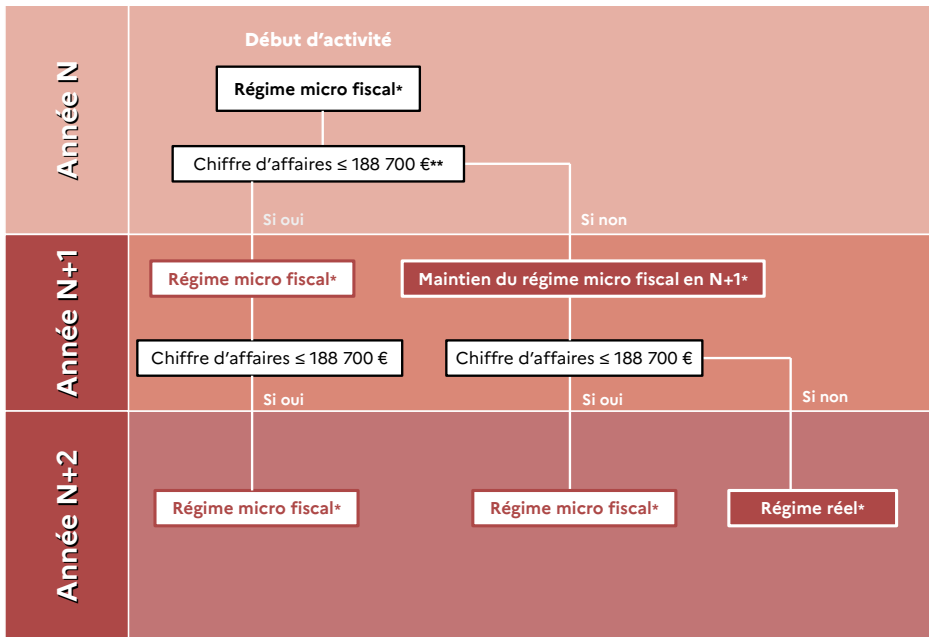 Année N
Début d'activité
Régime micro fiscal*
Chiffre d'affaires ≤ 188 700 €**
Si oui
Si non
Année N+1
Régime micro fiscal*
Maintien du régime micro fiscal en N+1*
Chiffre d'affaires ≤ 188 700 €
Chiffre d'affaires ≤ 188 700 €
Si oui
Si oui
Si non
Année N+2
Régime micro fiscal*
Régime micro fiscal*
Régime réel*